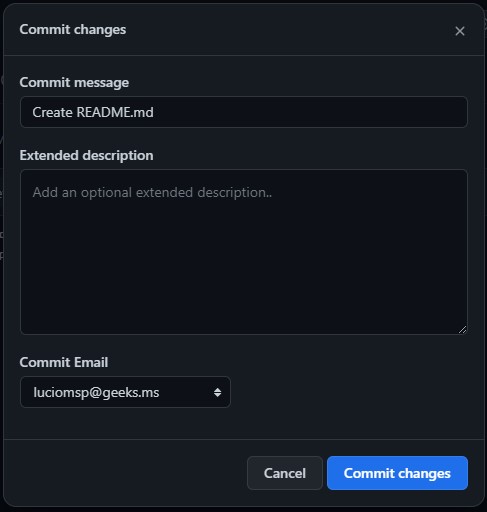 Commit changes
Commit message
Create README.md
Extended description
Add an optional extended description..
Commit Email
luciomsp@geeks.ms
Cancel
Commit changes